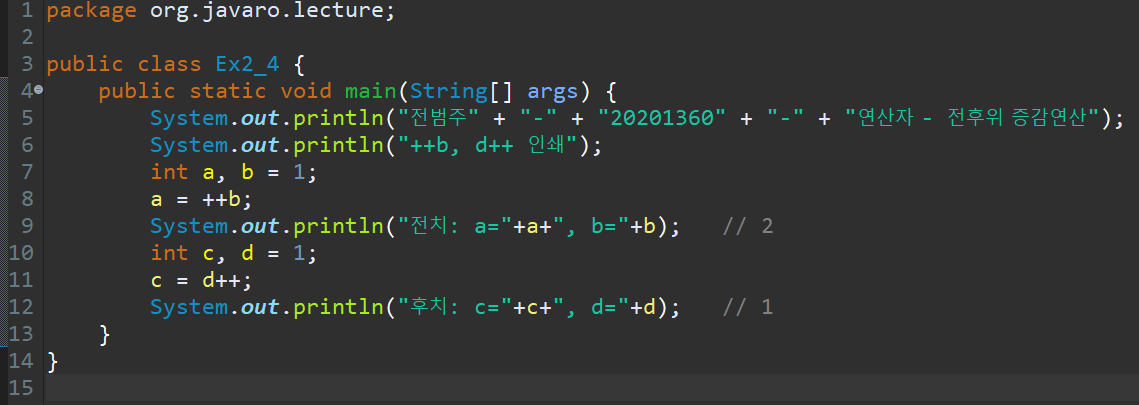 1 package org.javaro.lecture;
2
3 public class Ex2_4 {
4     public static void main(String[] args) {
5         System.out.println("전범주" + "-" + "20201360" + "-" + "연산자 - 전후위 증감연산");
6         System.out.println("++b, d++ 인쇄");
7         int a, b = 1;
8         a = ++b;
9         System.out.println("전치: a="+a+", b="+b);   // 2
10         int c, d = 1;
11         c = d++;
12         System.out.println("후치: c="+c+", d="+d);   // 1
13     }
14 }
15